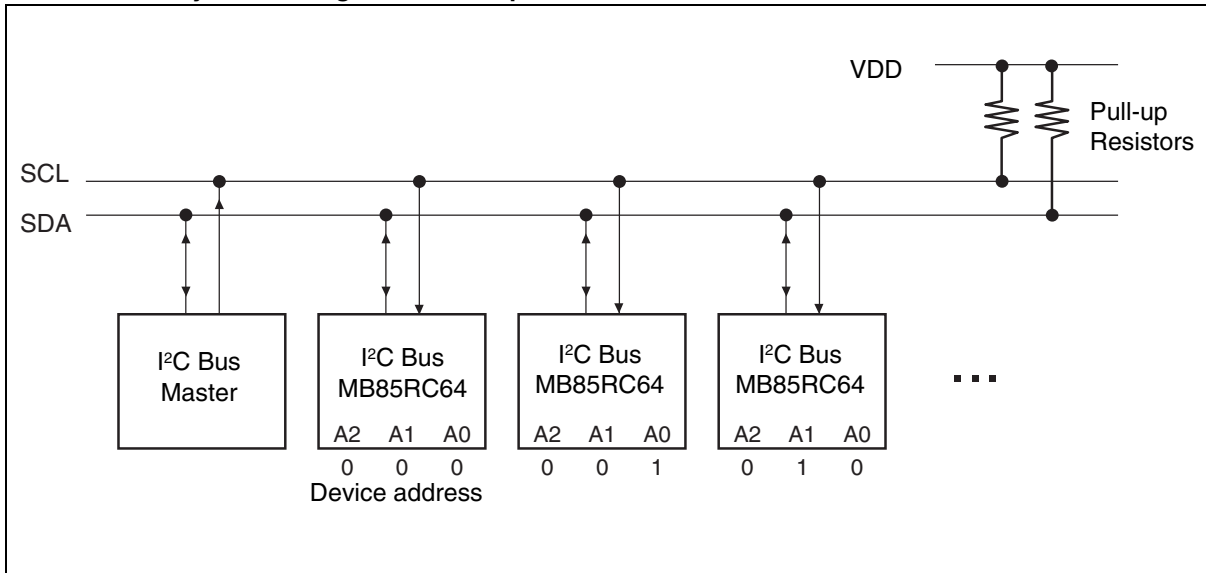 VDD
Pull-up
Resistors
SCL
SDA
I²C Bus
Master
I²C Bus
MB85RC64
A2 A1 A0
0 0 0
Device address
I²C Bus
MB85RC64
A2 A1 A0
0 0 1
I²C Bus
MB85RC64
A2 A1 A0
0 1 0
...